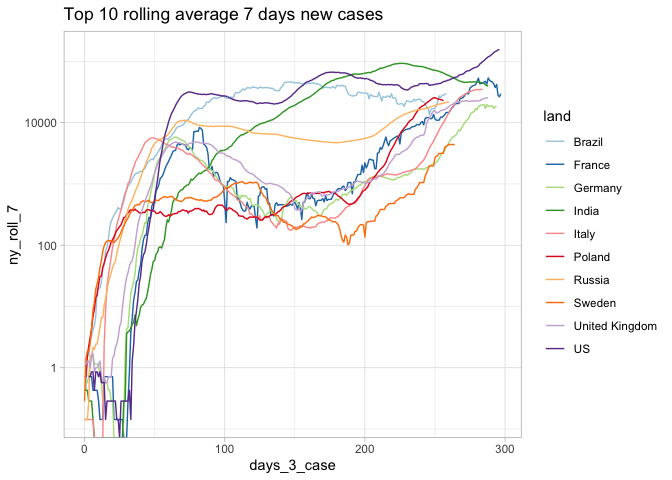 Top 10 rolling average 7 days new cases
ny_roll_7
10000
100
1
0
100
200
300
days_3_case
land
Brazil
France
Germany
India
Italy
Poland
Russia
Sweden
United Kingdom
US